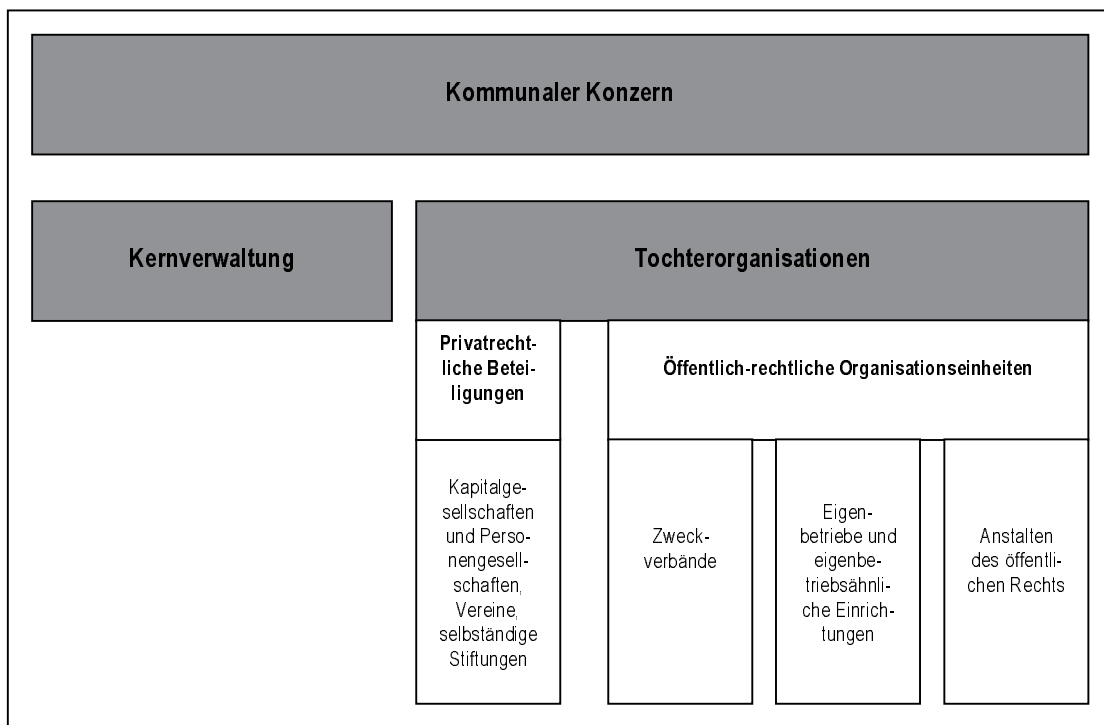 Kommunaler Konzern
Kernverwaltung
Tochterorganisationen
Privatrecht-
liche Betei-
ligungen
Öffentlich-rechtliche Organisationseinheiten
Kapitalge-
sellschaften
und Perso-
nengesell-
schaften,
Vereine,
selbständige
Stiftungen
Zweck-
verbände
Eigen-
betriebe und
eigenbe-
triebsähnli-
che Einrich-
tungen
Anstalten
des öffentli-
chen Rechts